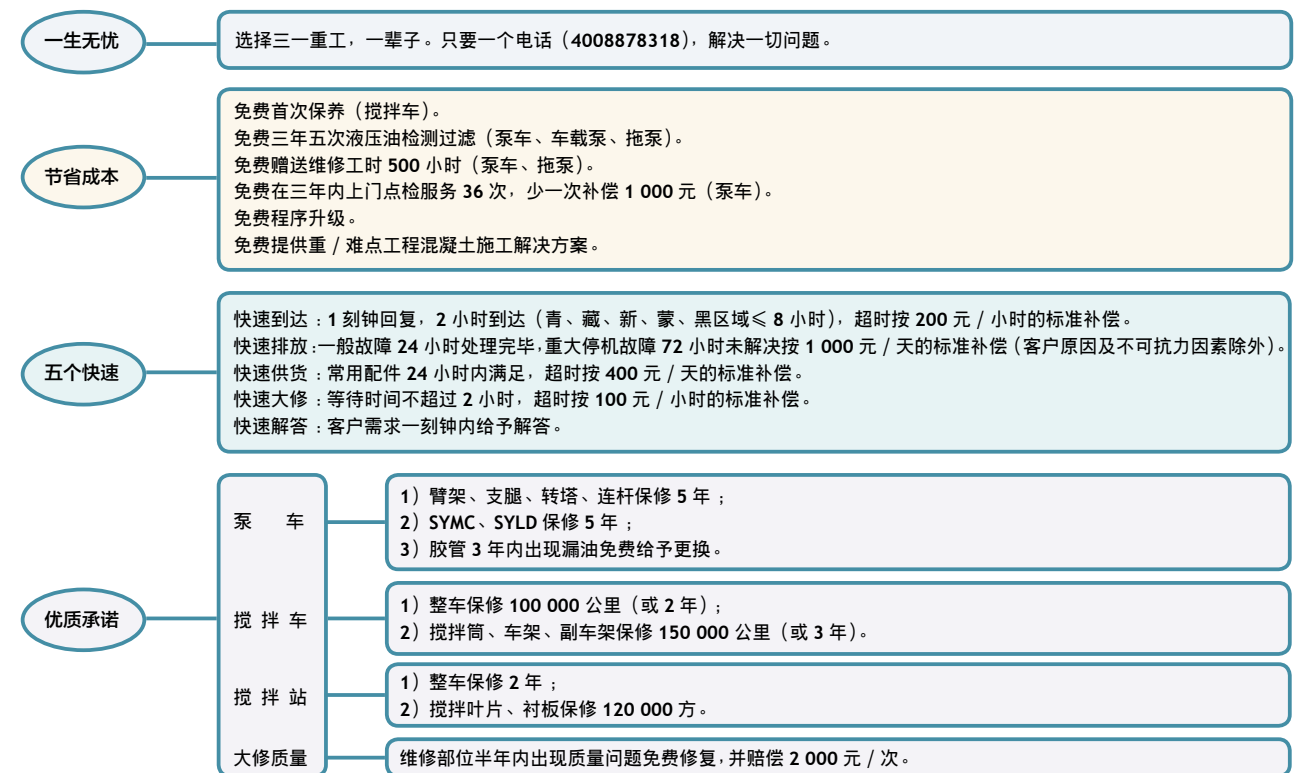 一生无忧
选择三一重工，一辈子。只要一个电话（4008878318），解决一切问题。
节省成本
免费首次保养（搅拌车）。
免费三年五次液压油检测过滤（泵车、车载泵、拖泵）。
免费赠送维修工时 500 小时（泵车、拖泵）。
免费在三年内上门点检服务 36 次，少一次补偿 1 000 元（泵车）。
免费程序升级。
免费提供重 / 难点工程混凝土施工解决方案。
五个快速
快速到达：1 刻钟回复，2 小时到达（青、藏、新、蒙、黑区域≤ 8 小时），超时按 200 元 / 小时的标准补偿。
快速排放：一般故障 24 小时处理完毕，重大停机故障 72 小时未解决按 1 000 元 / 天的标准补偿（客户原因及不可抗力因素除外）。
快速供货：常用配件 24 小时内满足，超时按 400 元 / 天的标准补偿。
快速大修：等待时间不超过 2 小时，超时按 100 元 / 小时的标准补偿。
快速解答：客户需求一刻钟内给予解答。
优质承诺
泵 车
1）臂架、支腿、转塔、连杆保修 5 年；
2）SYMC、SYLD 保修 5 年；
3）胶管 3 年内出现漏油免费给予更换。
搅 拌 车
1）整车保修 100 000 公里（或 2 年）；
2）搅拌筒、车架、副车架保修 150 000 公里（或 3 年）。
搅 拌 站
1）整车保修 2 年；
2）搅拌叶片、衬板保修 120 000 方。
大修质量
维修部位半年内出现质量问题免费修复，并赔偿 2 000 元 / 次。